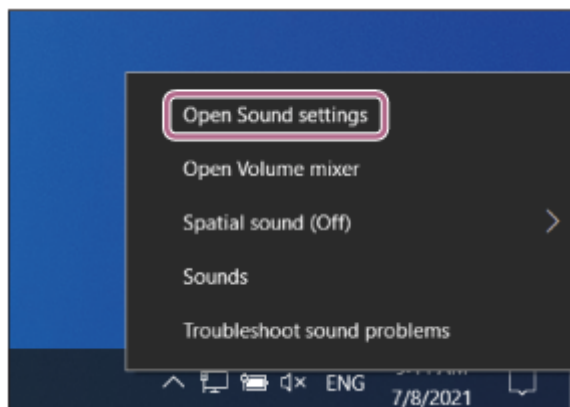 Open Sound settings
Open Volume mixer
Spatial sound (Off)
Sounds
Troubleshoot sound problems
ENG
7/8/2021